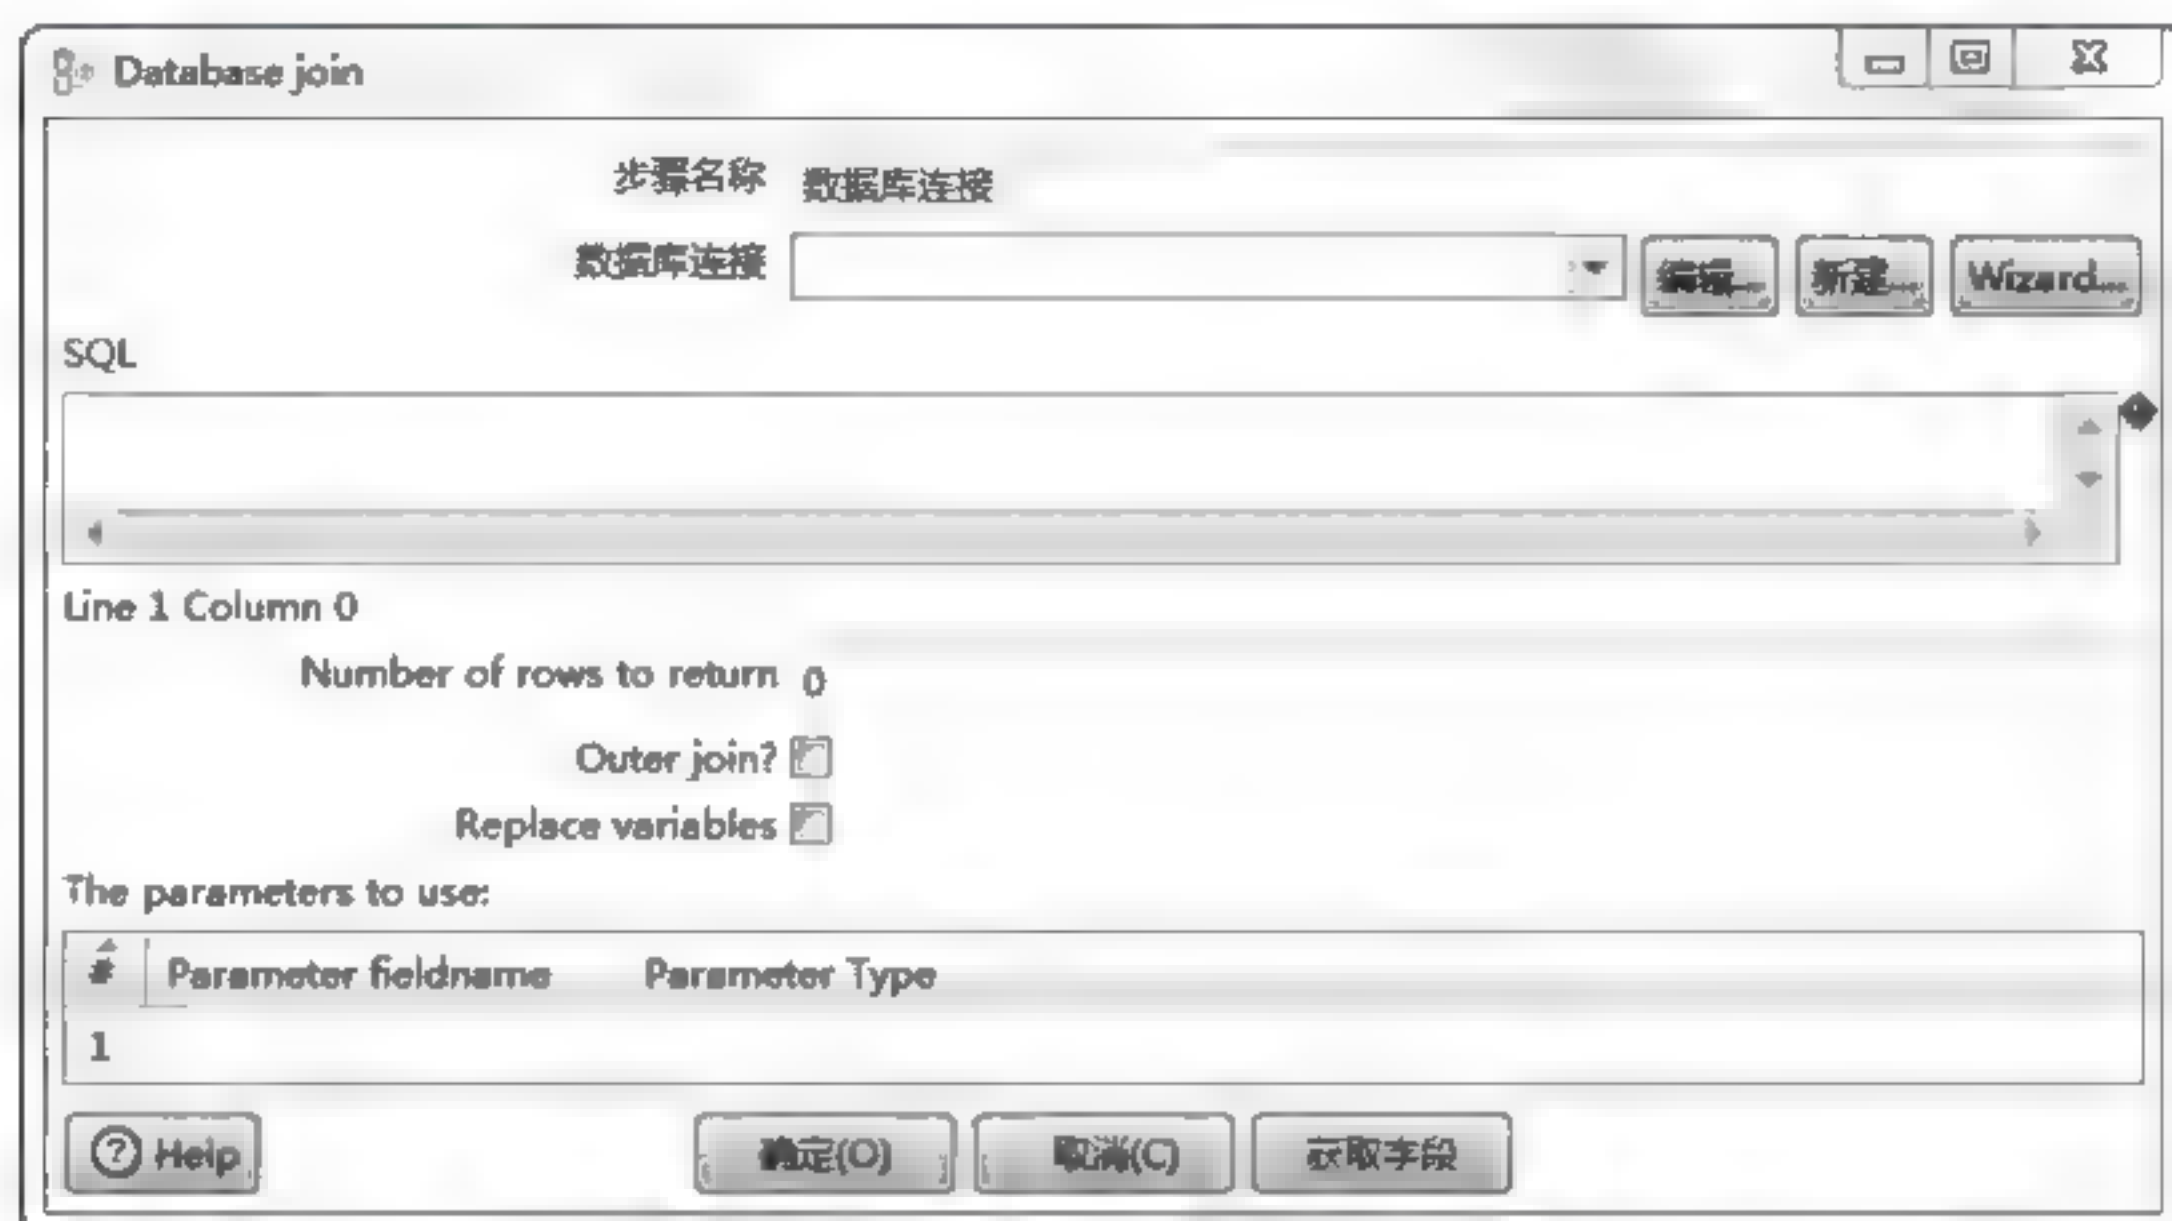 Database join
步骤名称 数据库连接
数据库连接 编辑... 新建... Wizard...
SQL
Line 1 Column 0
Number of rows to return 0
Outer join?
Replace variables
The parameters to use:
# Parameter fieldname Parameter Type
1
Help 确定(O) 取消(C) 获取字段